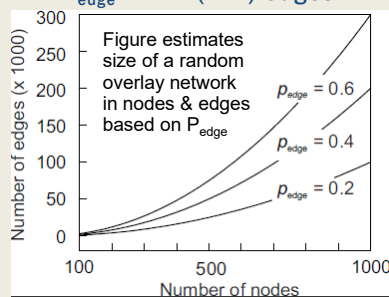 edge
300
250
200
150
100
50
0
Number of edges (x 1000)
Figure estimates
size of a random
overlay network
in nodes & edges
based on Pedge
pedge = 0.6
pedge = 0.4
pedge = 0.2
100
500
1000
Number of nodes